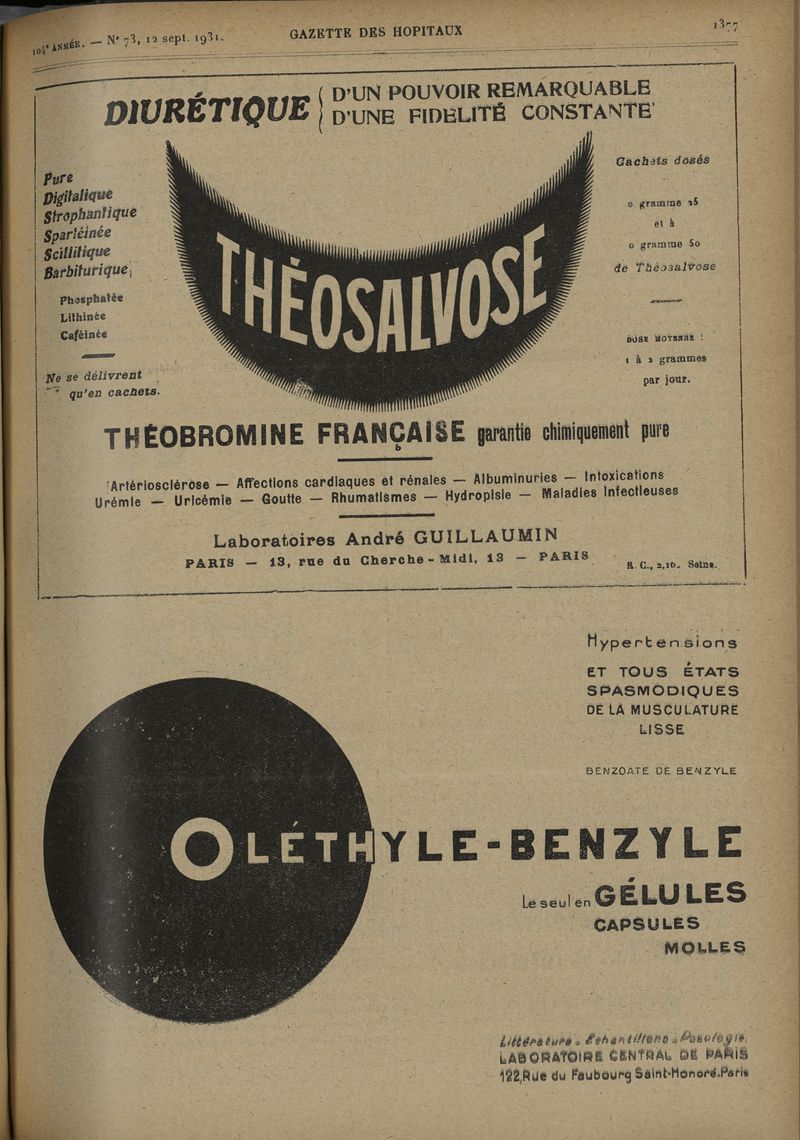 104e ANNÉE. — N° 73, 12 sept. 1931.
GAZETTE DES HOPITAUX
1377
DIURÉTIQUE
D'UN POUVOIR REMARQUABLE
D'UNE FIDELITÉ CONSTANTE
Pure
Digitalique
Strophantique
Spartéinée
Scillitique
Barbiturique
Phosphatée
Lithinée
Caféinée
Ne se délivrent
qu'en cachets.
THÉOSALVOSE
Cachets dosés
0 gramme 25
et à
0 gramme 50
de Théosalvose
DOSE MOYENNE :
1 à 2 grammes
par jour.
THÉOBROMINE FRANÇAISE garantie chimiquement pure
Artériosclérose — Affections cardiaques et rénales — Albuminuries — Intoxications
Urémie — Uricémie — Goutte — Rhumatismes — Hydropisie — Maladies Infectieuses
Laboratoires André GUILLAUMIN
PARIS — 13, rue du Cherche-Midi, 13 — PARIS
R. C., Seine.
Hypertensions
ET TOUS ÉTATS
SPASMODIQUES
DE LA MUSCULATURE
LISSE
BENZOATE DE BENZYLE
OLÉTHYLE-BENZYLE
Le seul en GÉLULES
CAPSULES
MOLLES
Littérature. Echantillons. Posologie.
LABORATOIRE CENTRAL DE PARIS
122, Rue du Faubourg Saint-Honoré. Paris